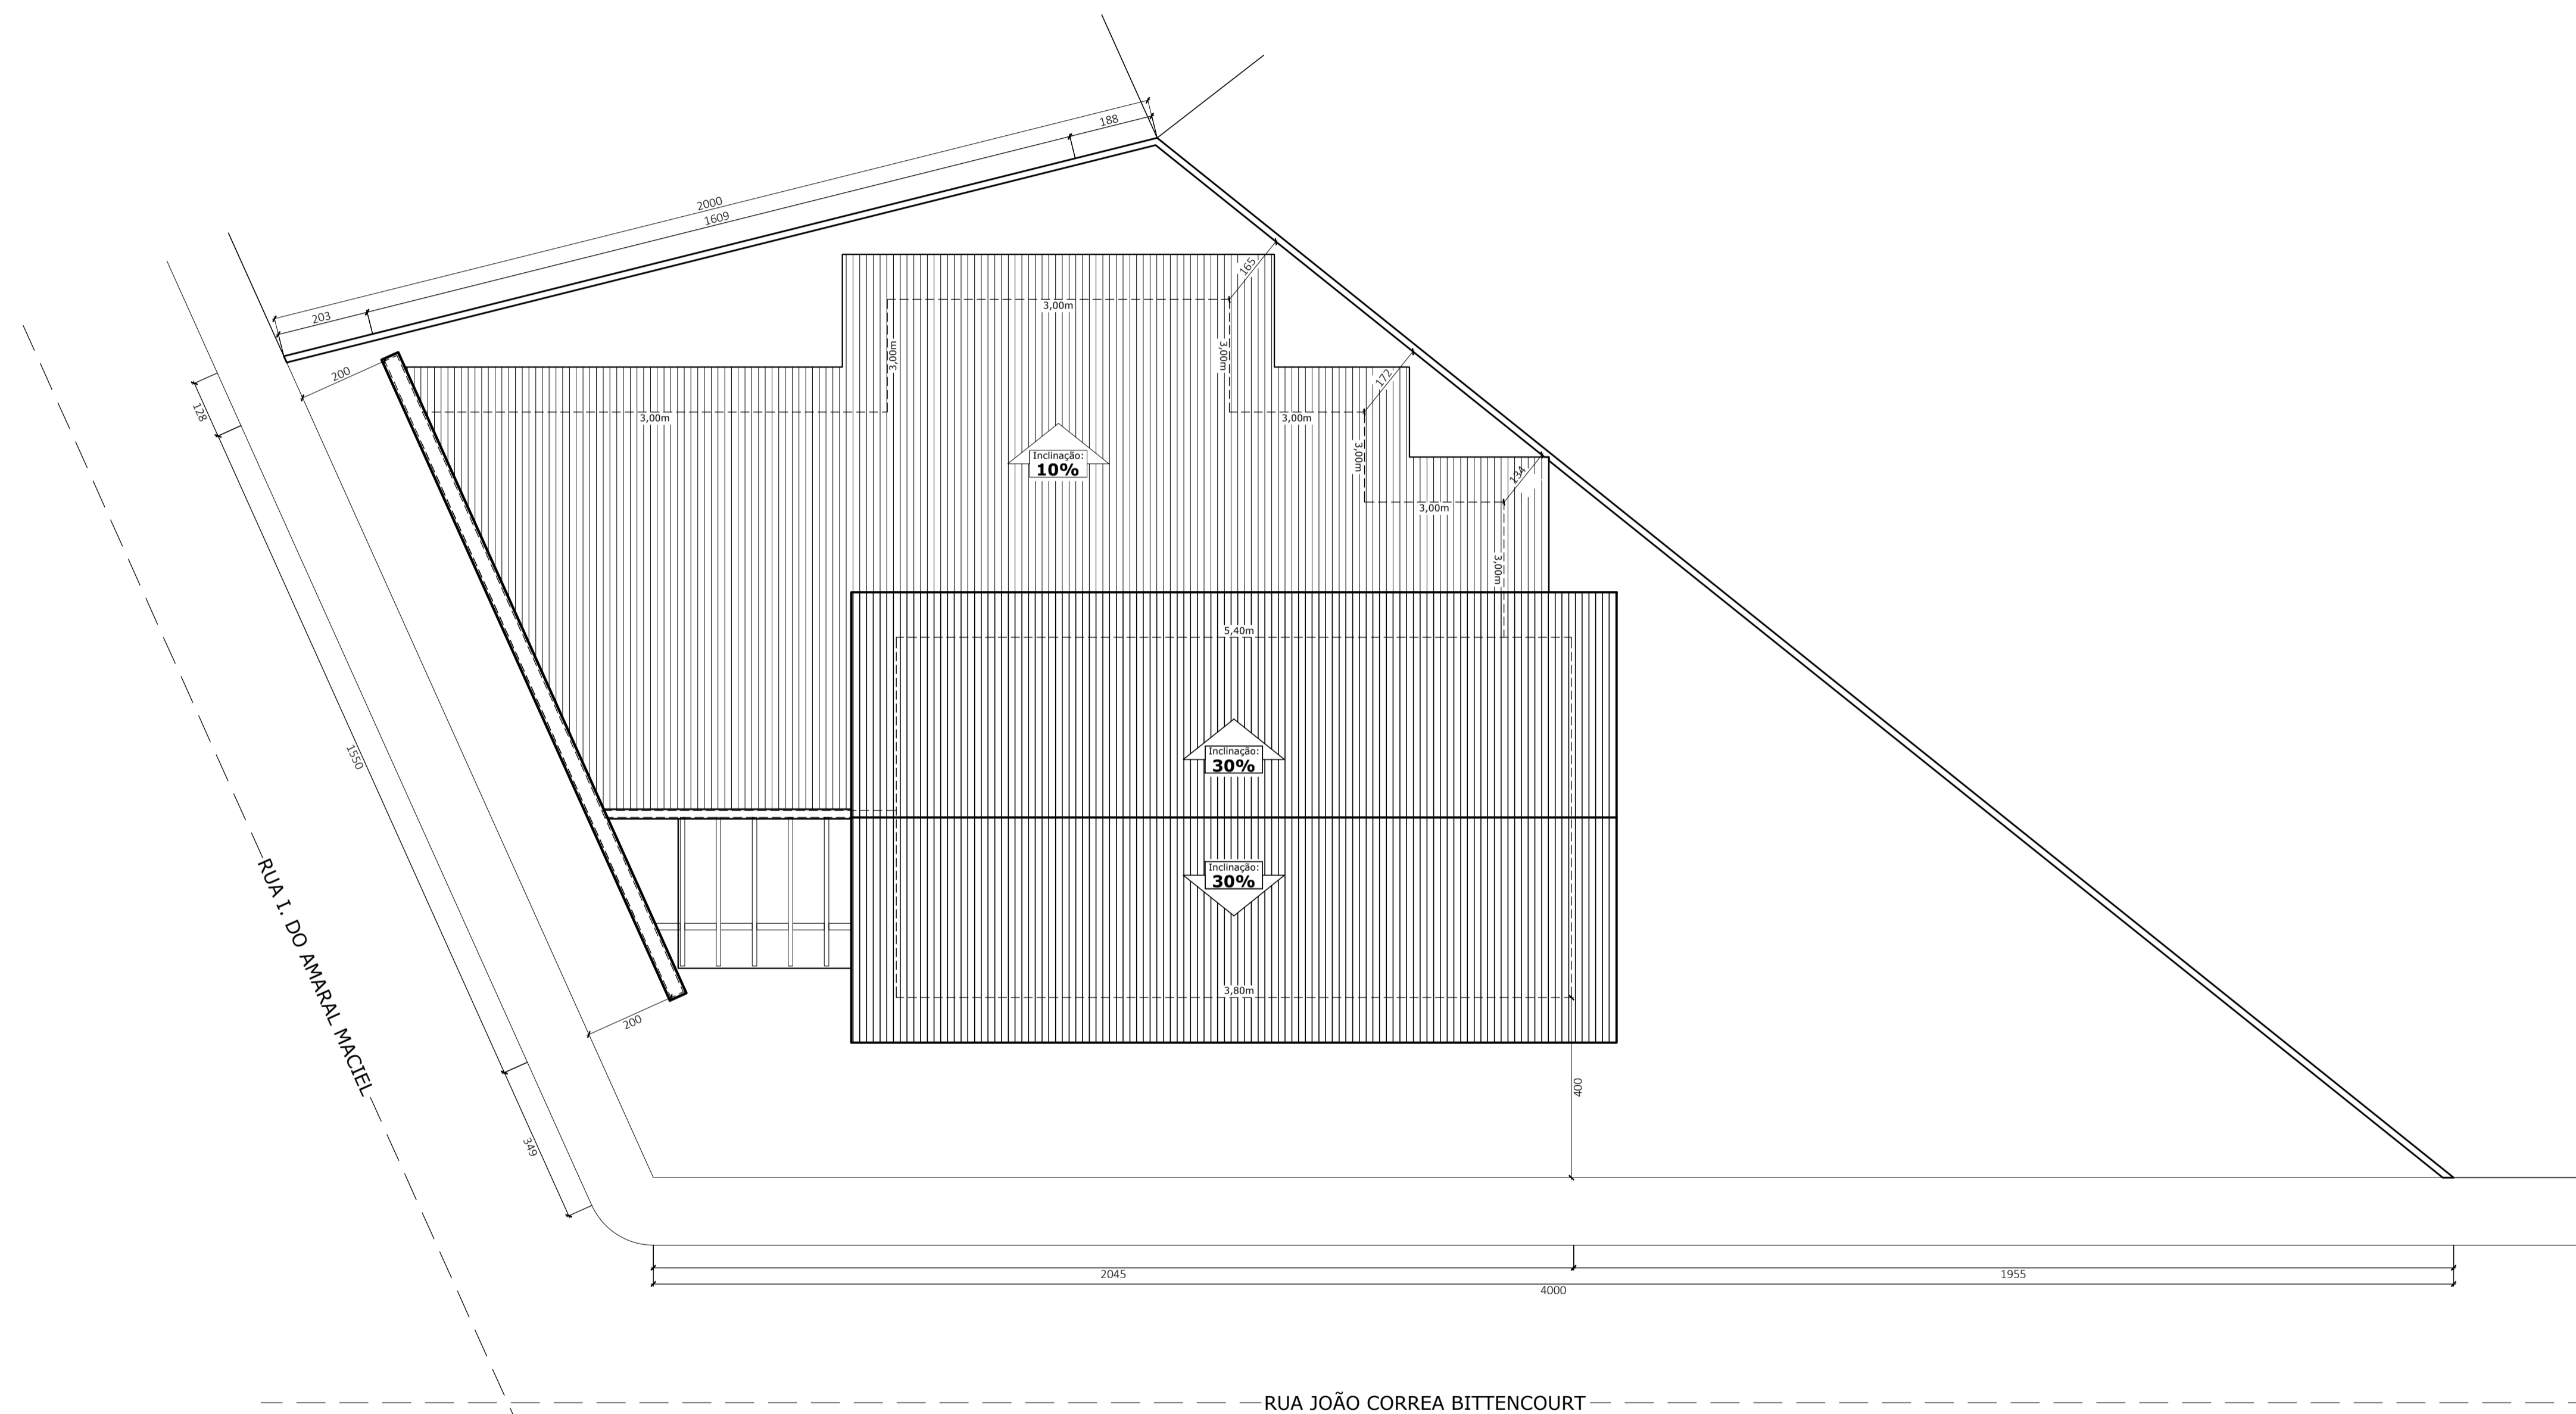 188
2000
1609
203
165
3,00m
3,00m
3,00m
200
172
128
3,00m
3,00m
Inclinação:
10%
3,00m
134
3,00m
3,00m
5,40m
1550
Inclinação:
30%
Inclinação:
30%
RUA I. DO AMARAL MACIEL
3,80m
200
400
349
2045
1955
4000
RUA JOÃO CORREA BITTENCOURT